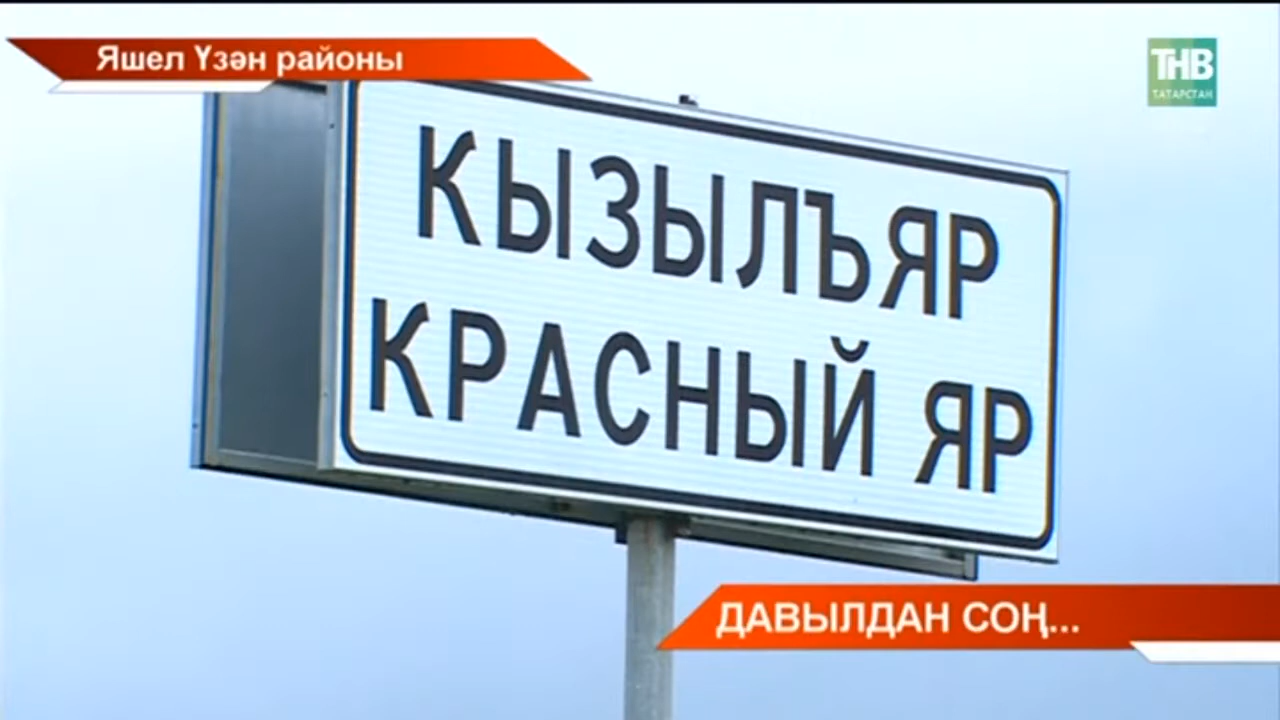 Яшел Үзән районы
ТНВ
ТАТАРСТАН
КЫЗЫЛЪЯР
КРАСНЫЙ ЯР
ДАВЫЛДАН СОҢ...